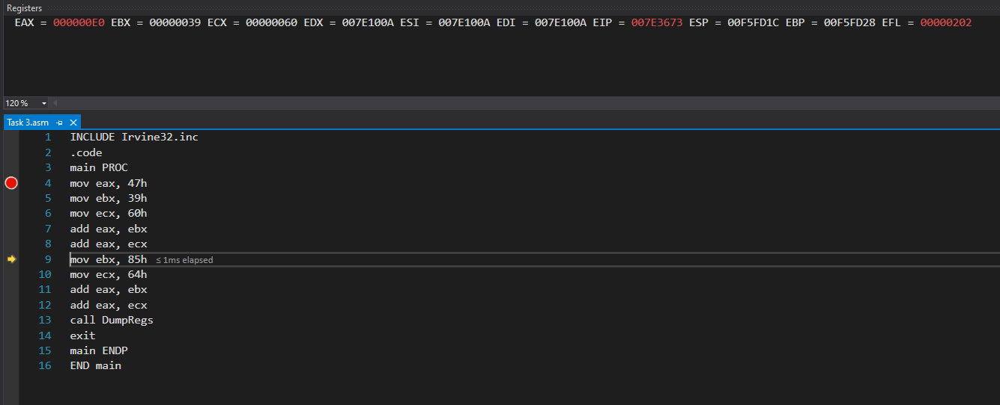 Registers
EAX = 000000E0 EBX = 00000039 ECX = 00000060 EDX = 007E100A ESI = 007E100A EDI = 007E100A EIP = 007E3673 ESP = 00F5FD1C EBP = 00F5FD28 EFL = 00000202
120 %
Task 3.asm
1 INCLUDE Irvine32.inc
2 .code
3 main PROC
4 mov eax, 47h
5 mov ebx, 39h
6 mov ecx, 60h
7 add eax, ebx
8 add eax, ecx
9 mov ebx, 85h ≤ 1ms elapsed
10 mov ecx, 64h
11 add eax, ebx
12 add eax, ecx
13 call DumpRegs
14 exit
15 main ENDP
16 END main